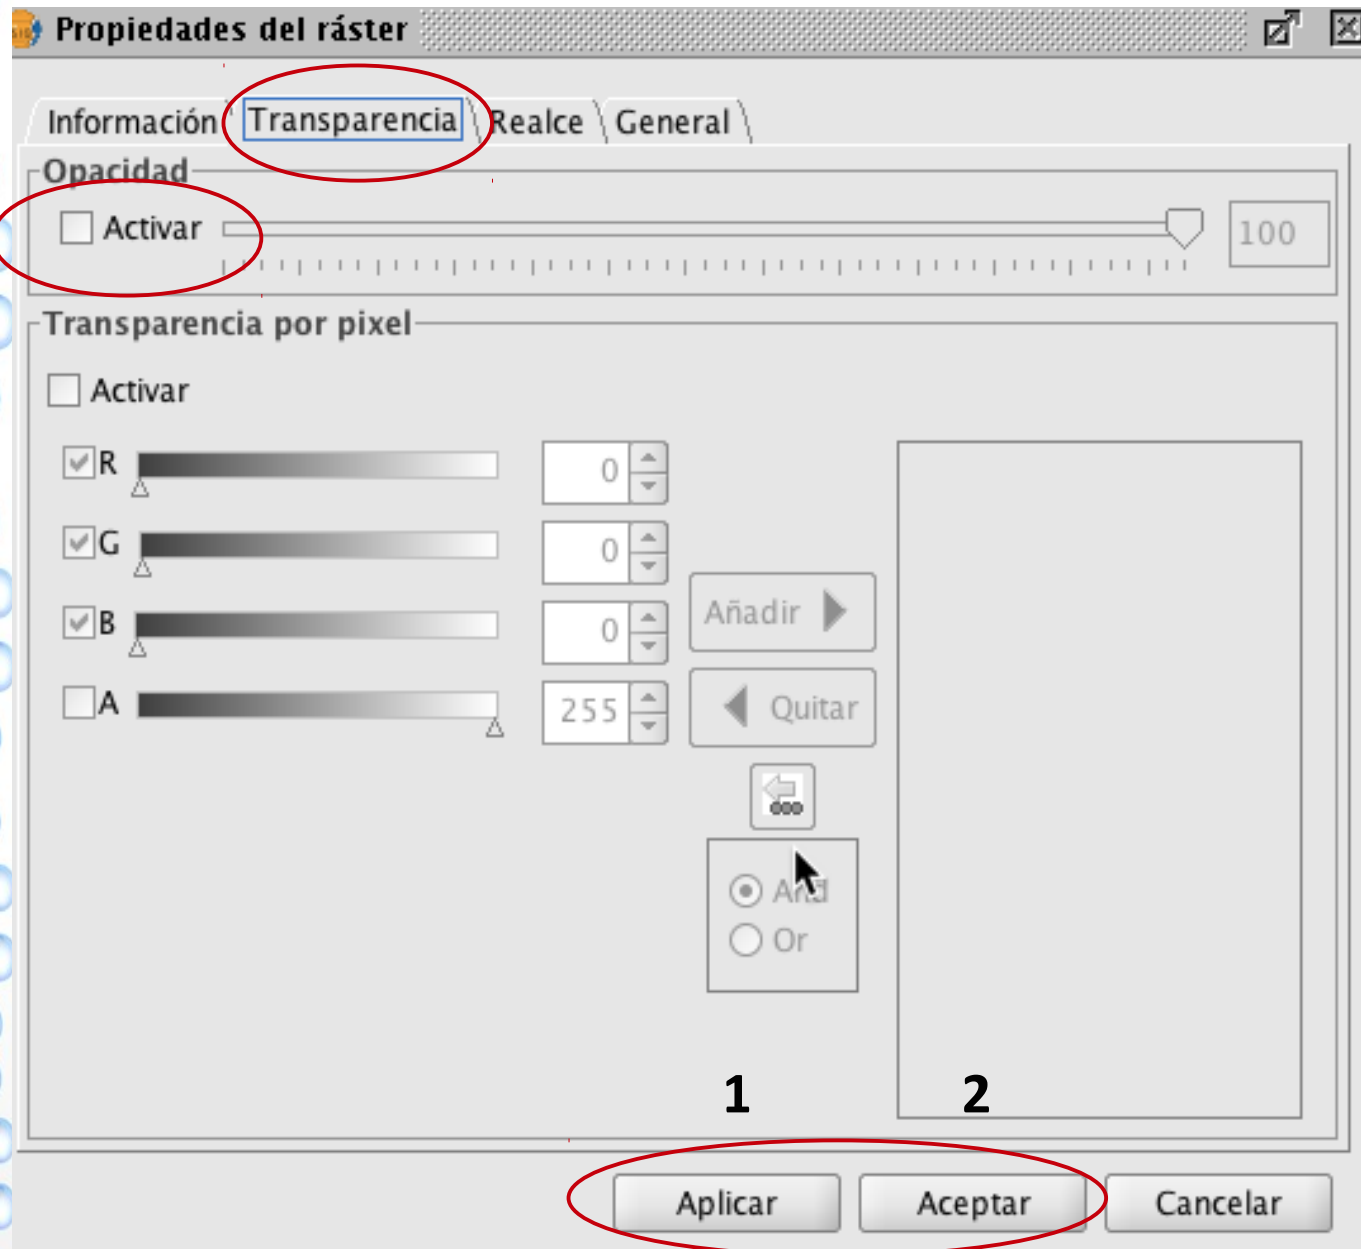 Propiedades del ráster
Información Transparencia Realce General
Opacidad
Activar 100
Transparencia por pixel
Activar
R 0
G 0
B 0
Añadir
A 255
Quitar
And
Or
1 2
Aplicar Aceptar Cancelar